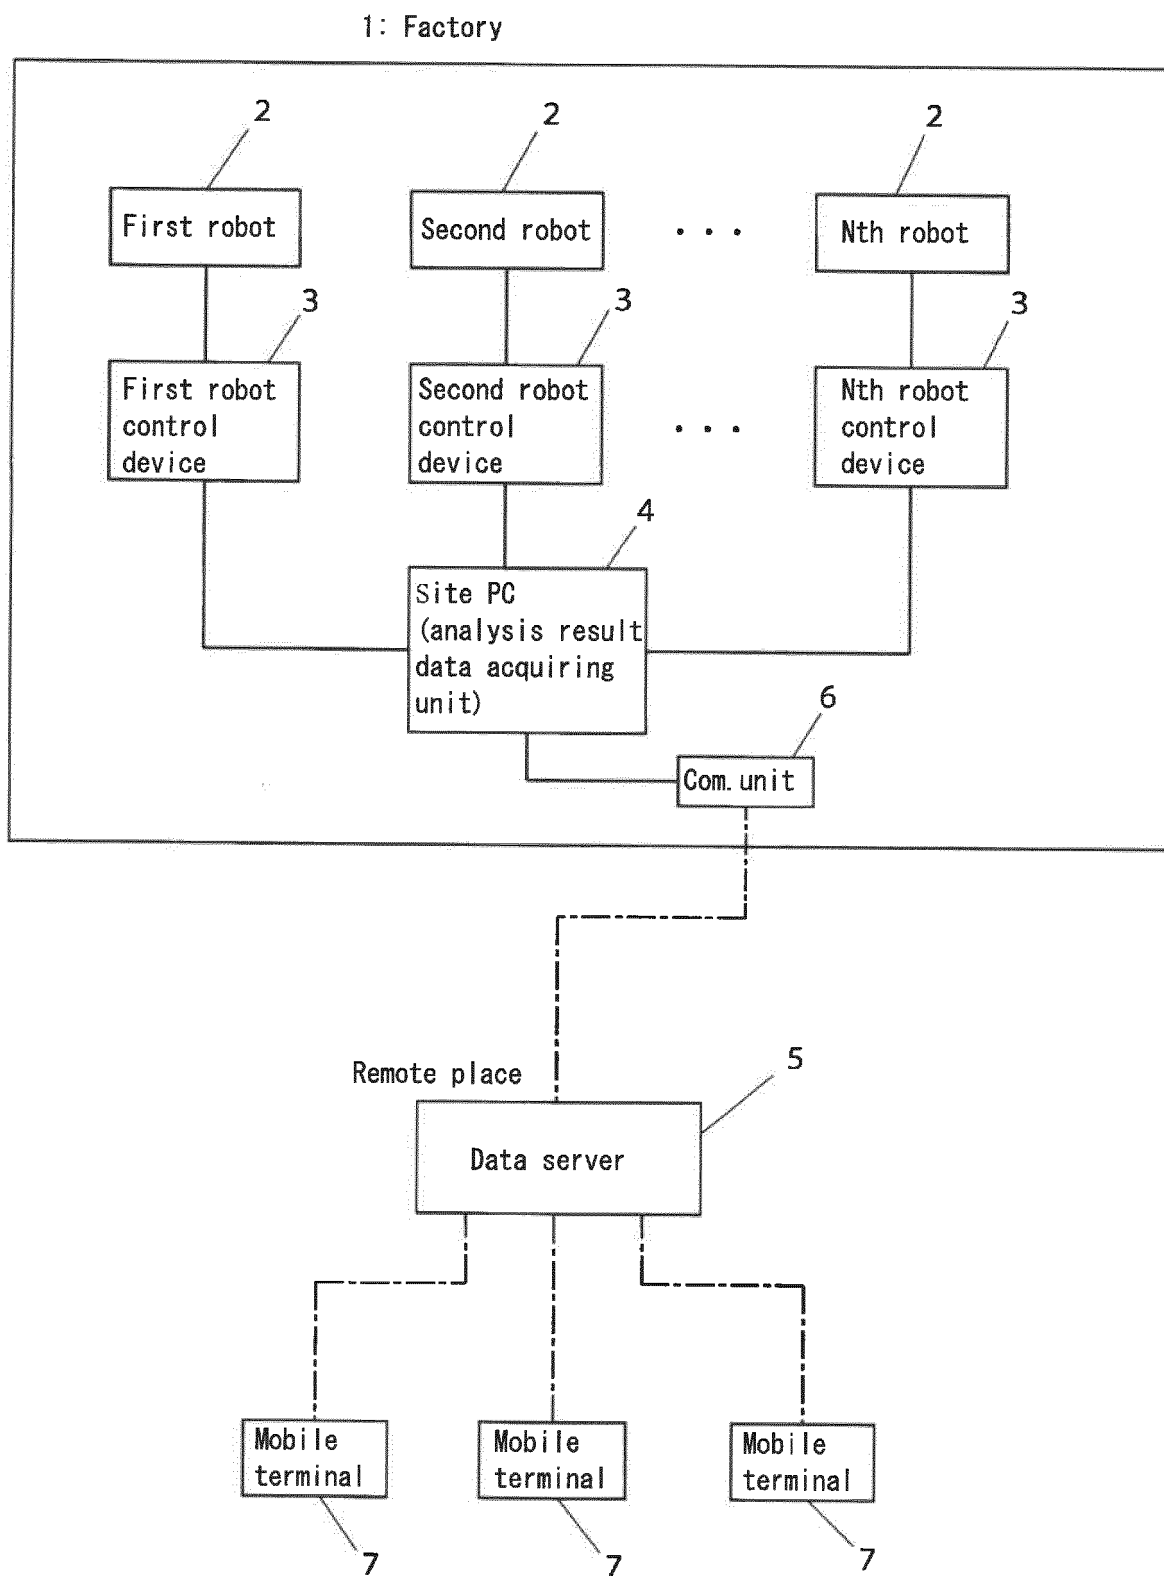 1: Factory
2
2
2
First robot
Second robot
. . .
Nth robot
3
3
3
First robot
control
device
Second robot
control
device
. . .
Nth robot
control
device
4
Site PC
(analysis result
data acquiring
unit)
6
Com. unit
Remote place
5
Data server
Mobile
terminal
Mobile
terminal
Mobile
terminal
7
7
7